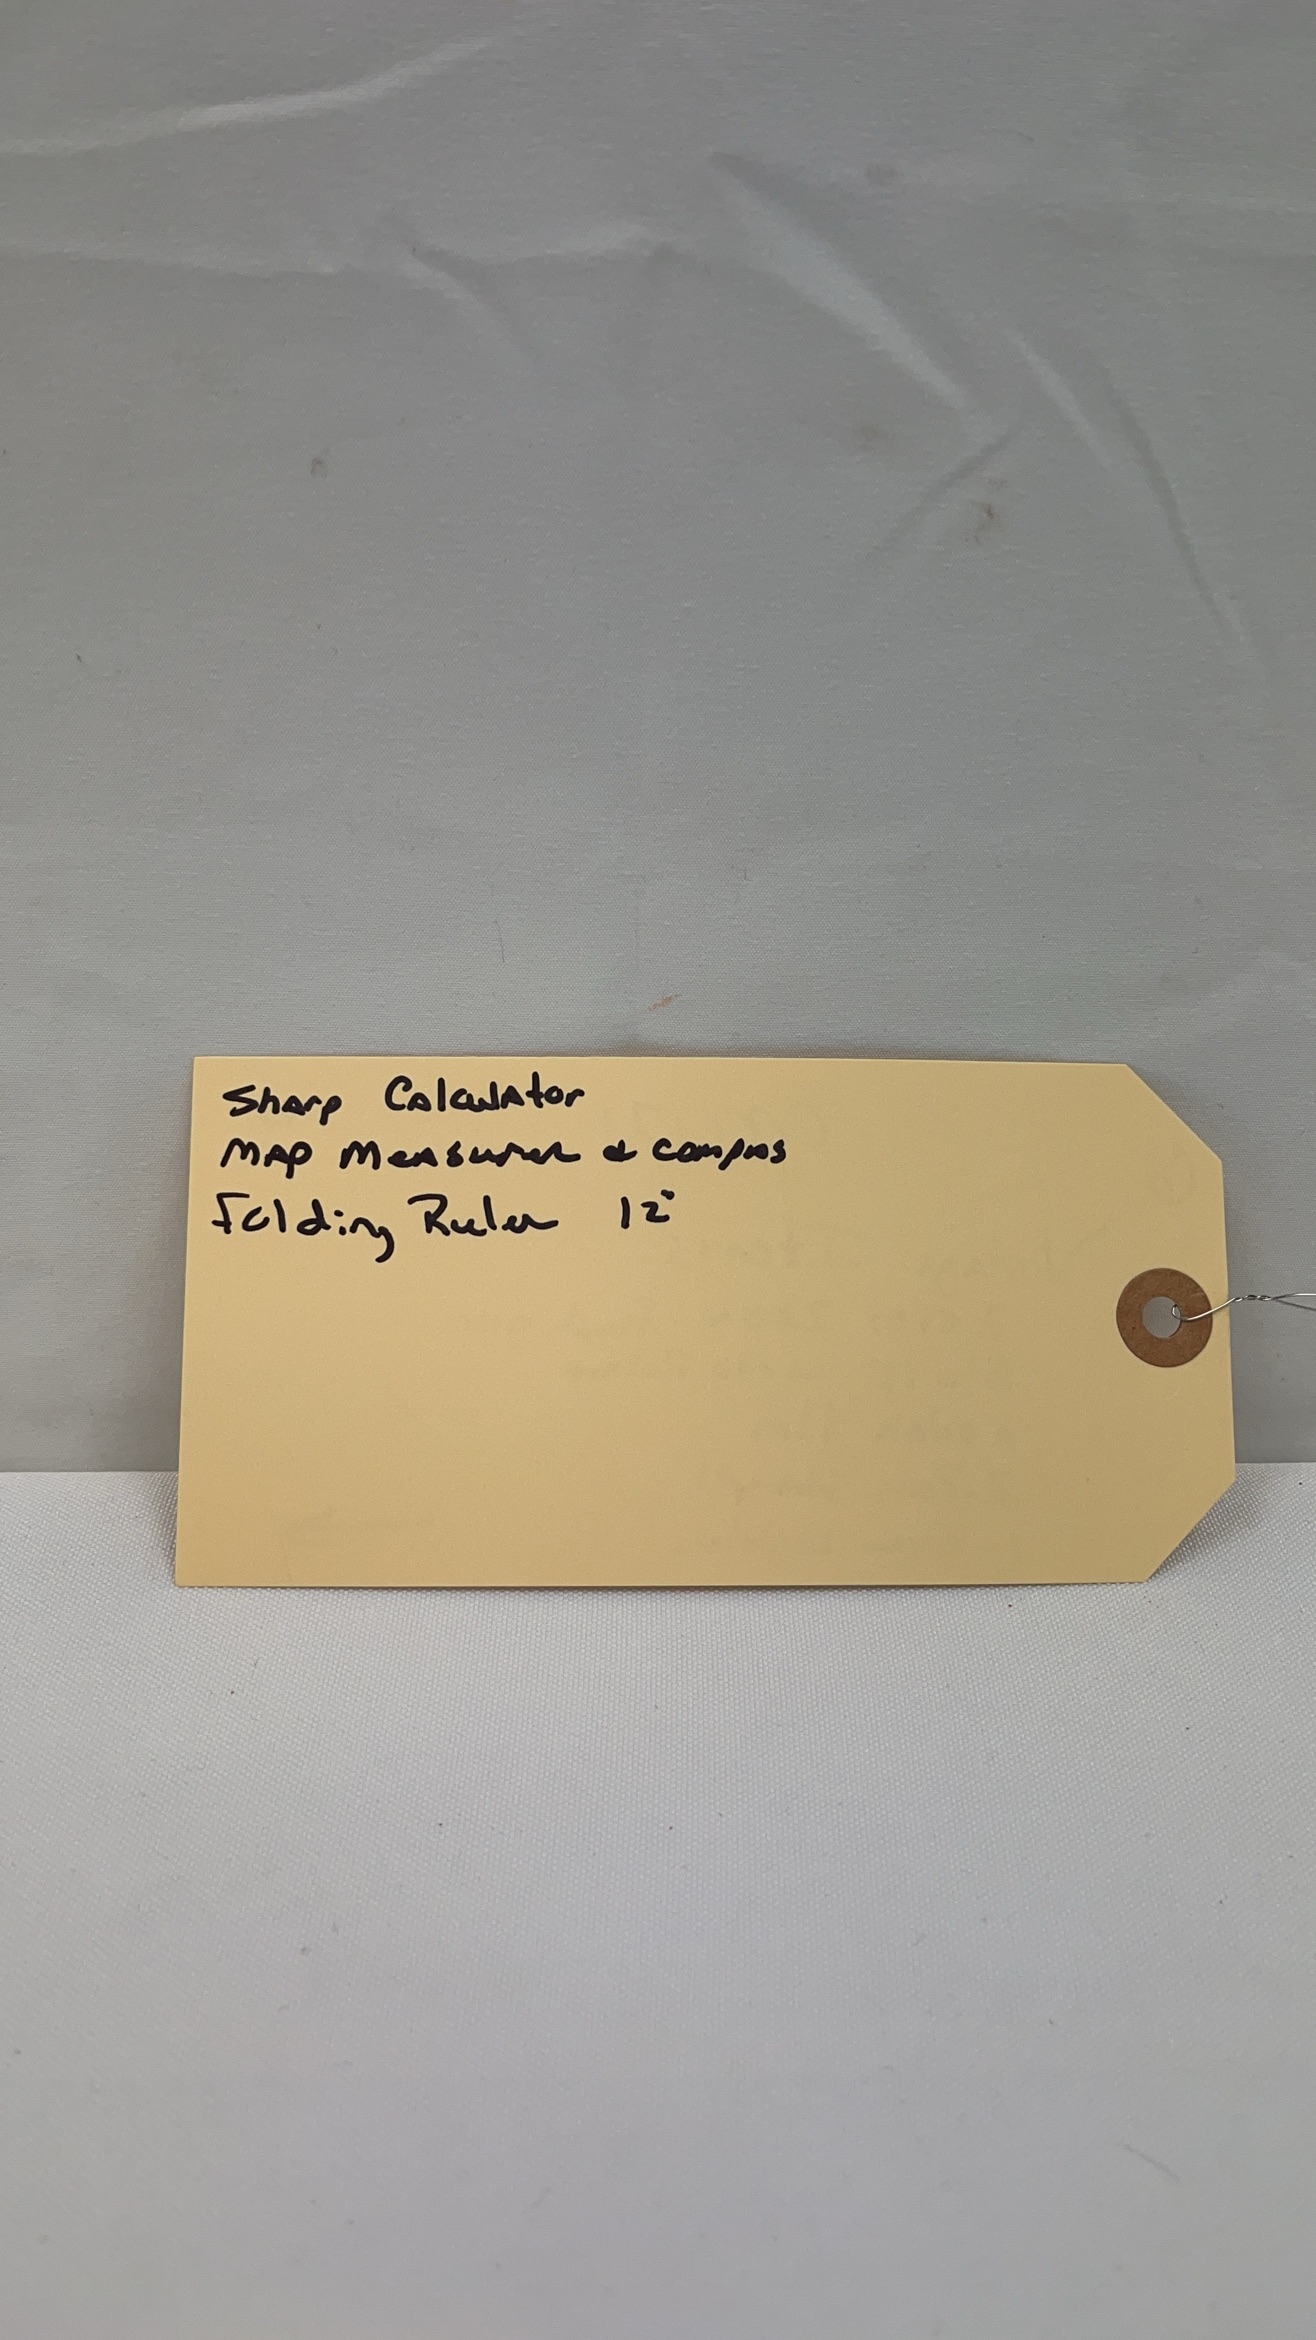 Sharp Calculator
MAP Measurer & Compass
Folding Ruler 12"